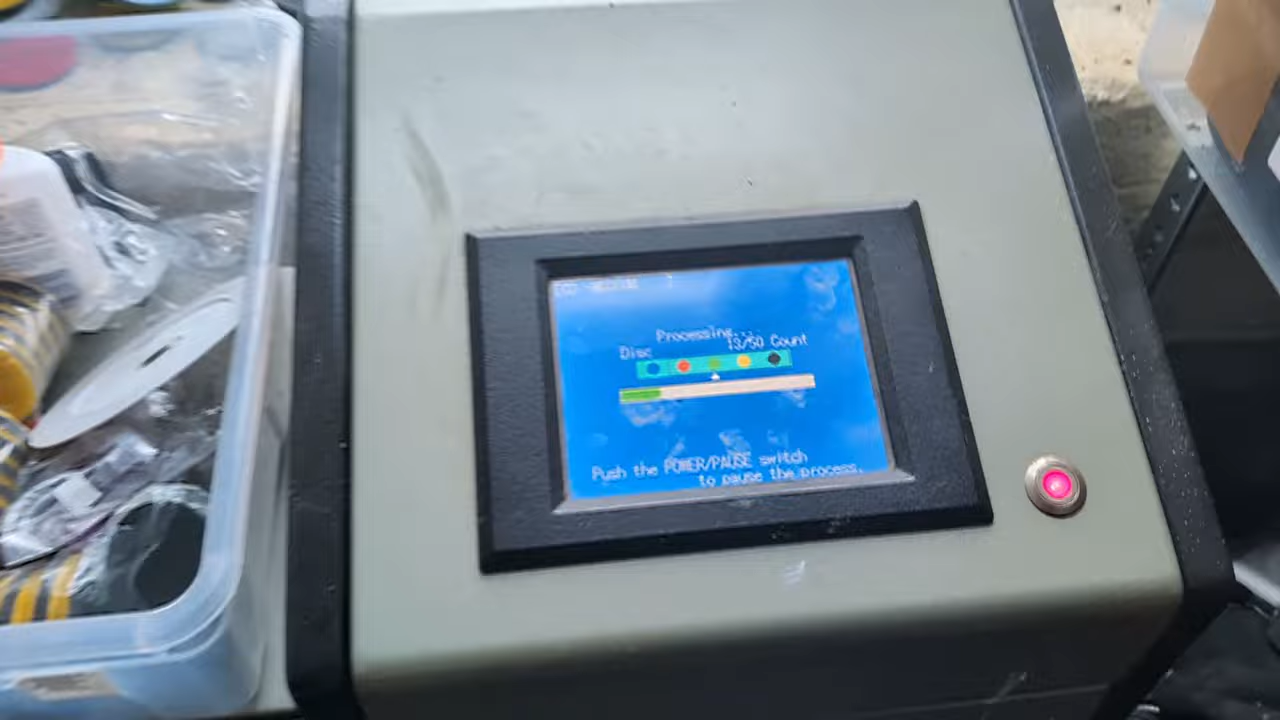 Processing...
Disc 13/50 Count
Push the POWER/PAUSE switch
to pause the process.